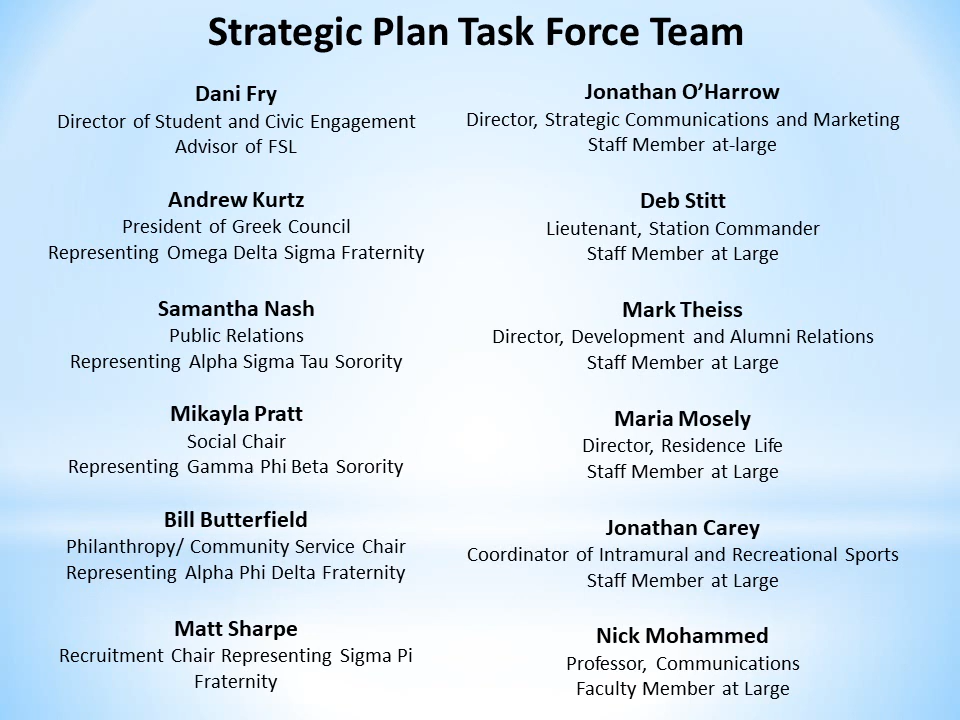 Strategic Plan Task Force Team
Dani Fry
Director of Student and Civic Engagement
Advisor of FSL
Andrew Kurtz
President of Greek Council
Representing Omega Delta Sigma Fraternity
Samantha Nash
Public Relations
Representing Alpha Sigma Tau Sorority
Mikayla Pratt
Social Chair
Representing Gamma Phi Beta Sorority
Bill Butterfield
Philanthropy/ Community Service Chair
Representing Alpha Phi Delta Fraternity
Matt Sharpe
Recruitment Chair Representing Sigma Pi
Fraternity
Jonathan O’Harrow
Director, Strategic Communications and Marketing
Staff Member at-large
Deb Stitt
Lieutenant, Station Commander
Staff Member at Large
Mark Theiss
Director, Development and Alumni Relations
Staff Member at Large
Maria Mosely
Director, Residence Life
Staff Member at Large
Jonathan Carey
Coordinator of Intramural and Recreational Sports
Staff Member at Large
Nick Mohammed
Professor, Communications
Faculty Member at Large